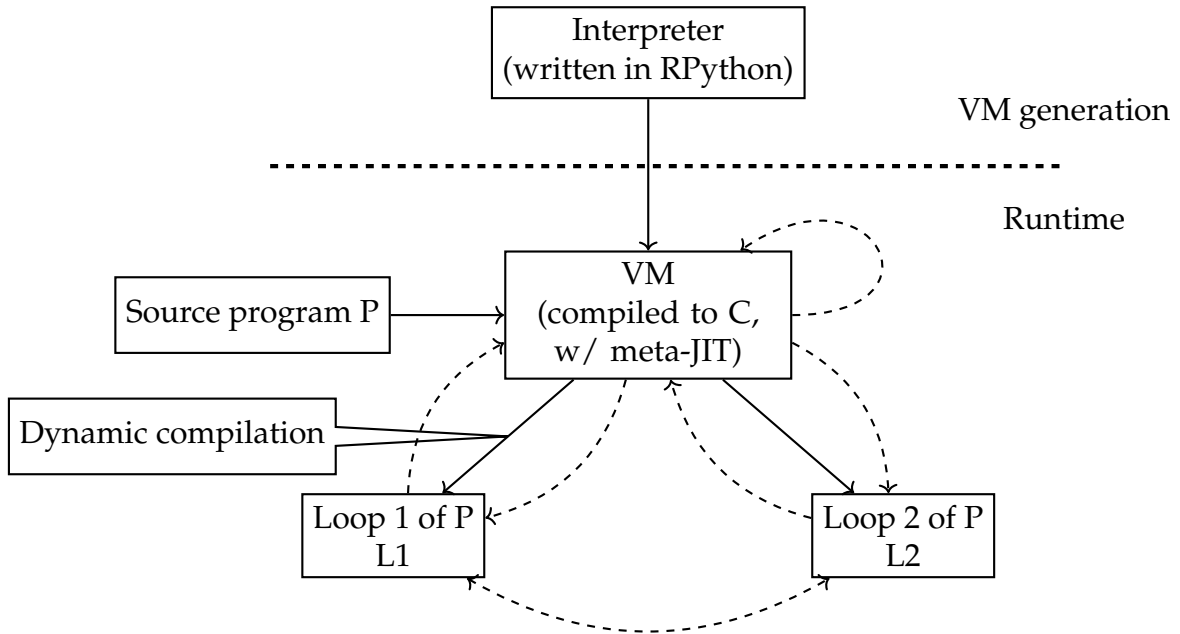 Interpreter
(written in RPython)
VM generation
Runtime
VM
(compiled to C,
w/ meta-JIT)
Source program P
Dynamic compilation
Loop 1 of P
L1
Loop 2 of P
L2